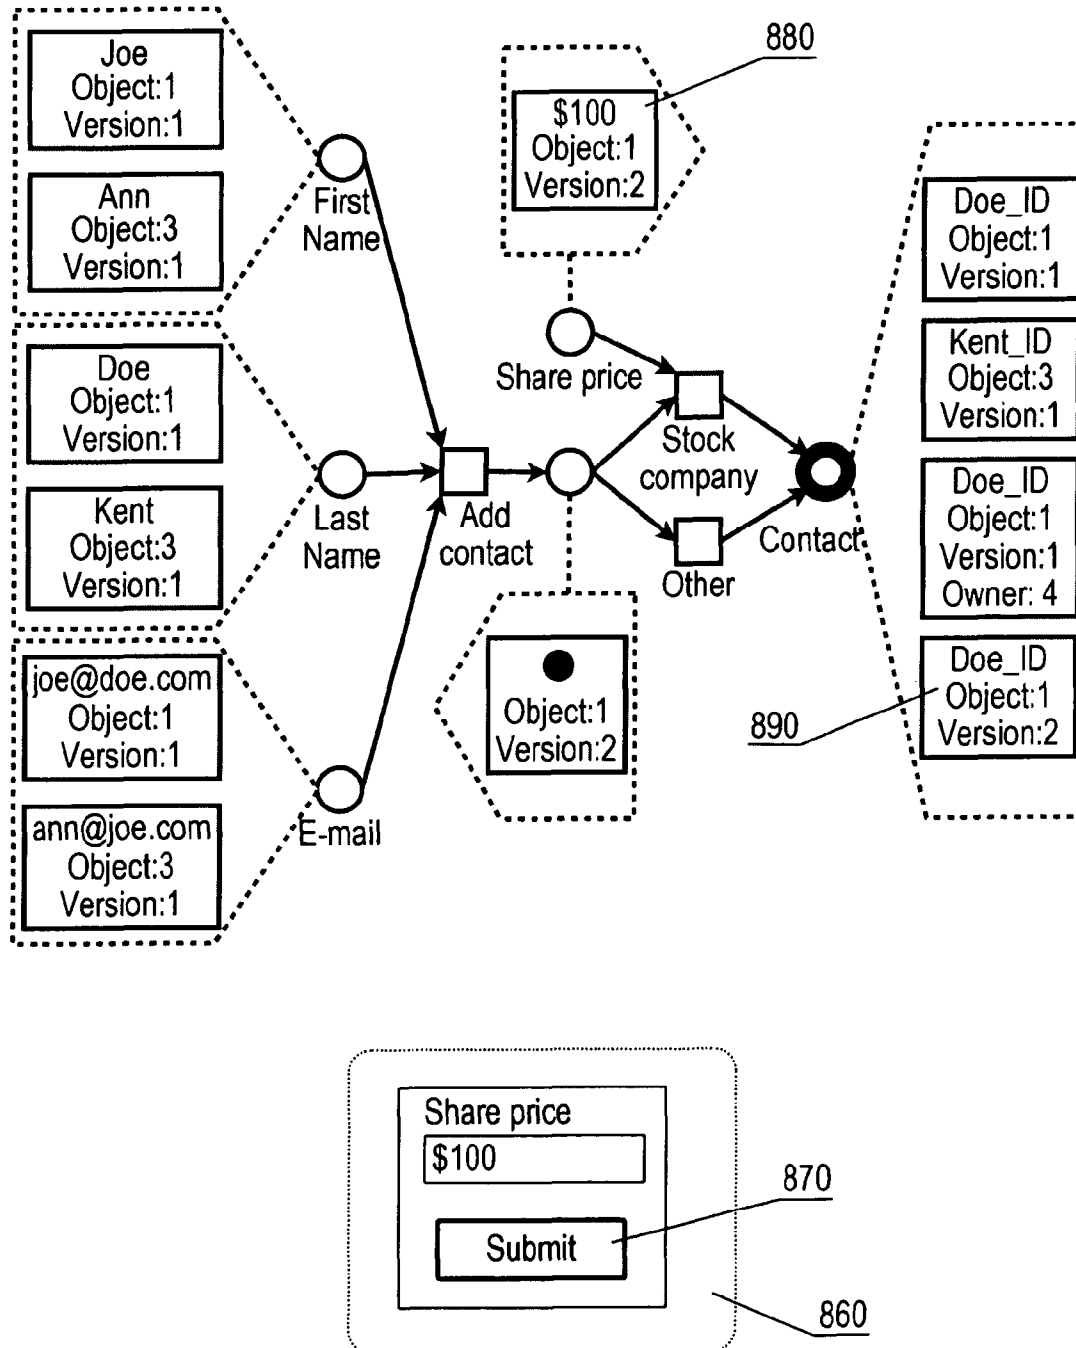 Joe
Object:1
Version:1
Ann
Object:3
Version:1
First
Name
Doe
Object:1
Version:1
Kent
Object:3
Version:1
Last
Name
joe@doe.com
Object:1
Version:1
ann@joe.com
Object:3
Version:1
E-mail
Add
contact
880
$100
Object:1
Version:2
Share price
Stock
company
Other
Object:1
Version:2
Contact
Doe_ID
Object:1
Version:1
Kent_ID
Object:3
Version:1
Doe_ID
Object:1
Version:1
Owner: 4
Doe_ID
Object:1
Version:2
890
Share price
$100
Submit
870
860